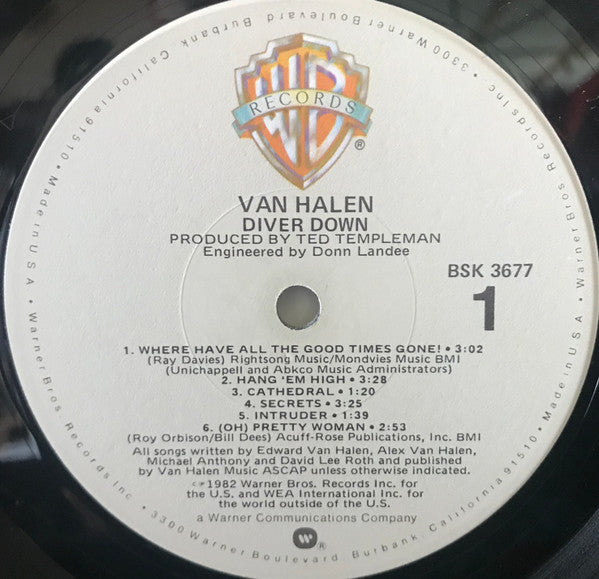 WB
RECORDS
®
VAN HALEN
DIVER DOWN
PRODUCED BY TED TEMPLEMAN
Engineered by Donn Landee
BSK 3677
1
1. WHERE HAVE ALL THE GOOD TIMES GONE! • 3:02
(Ray Davies) Rightsong Music/Mondvies Music BMI
(Unichappell and Abkco Music Administrators)
2. HANG 'EM HIGH • 3:28
3. CATHEDRAL • 1:20
4. SECRETS • 3:25
5. INTRUDER • 1:39
6. (OH) PRETTY WOMAN • 2:53
(Roy Orbison/Bill Dees) Acuff-Rose Publications, Inc. BMI
All songs written by Edward Van Halen, Alex Van Halen,
Michael Anthony and David Lee Roth and published
by Van Halen Music ASCAP unless otherwise indicated.
℗1982 Warner Bros. Records Inc. for
the U.S. and WEA International Inc. for
the world outside of the U.S.
a Warner Communications Company
W®
3300 Warner Boulevard Burbank, California 91510 • Made in USA • Warner Bros. Records Inc. • 3300 Warner Boulevard Burbank, California 91510 • Made in USA • Warner Bros. Records Inc. •